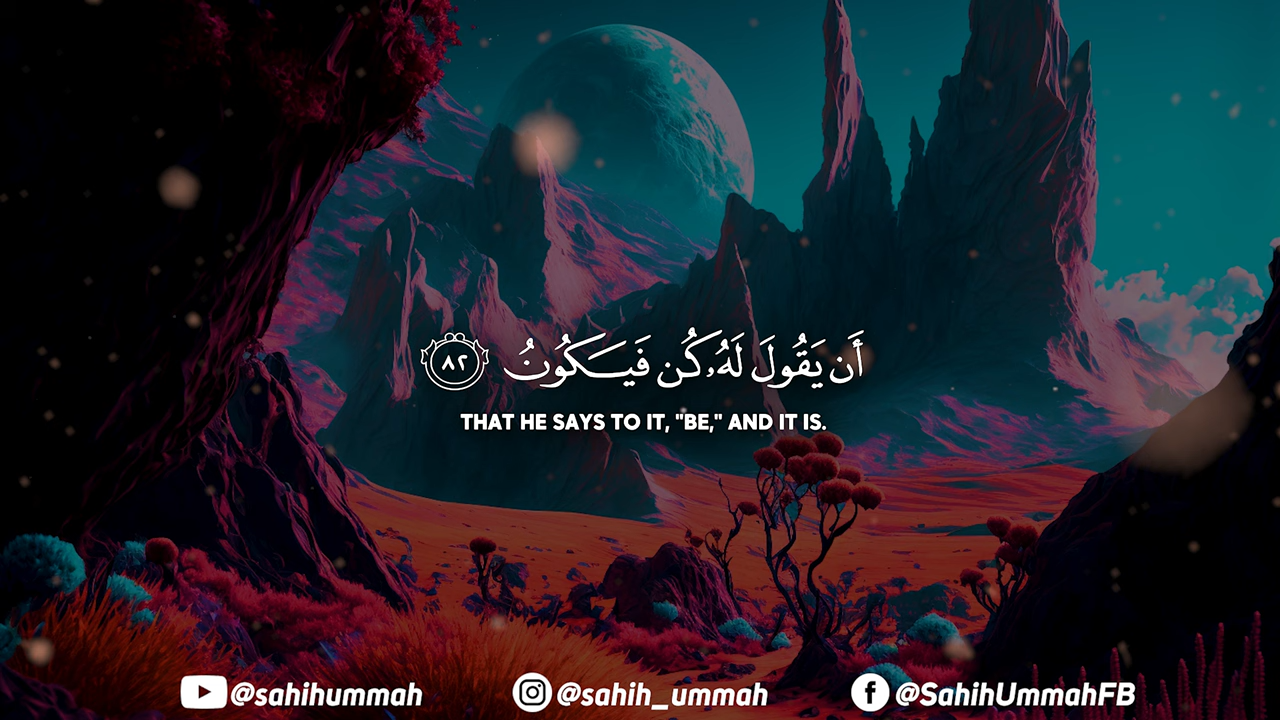 أَن يَقُولَ لَهُۥ كُن فَيَكُونُ ٨٢
THAT HE SAYS TO IT, "BE," AND IT IS.
@sahihummah @sahih_ummah @SahihUmmahFB